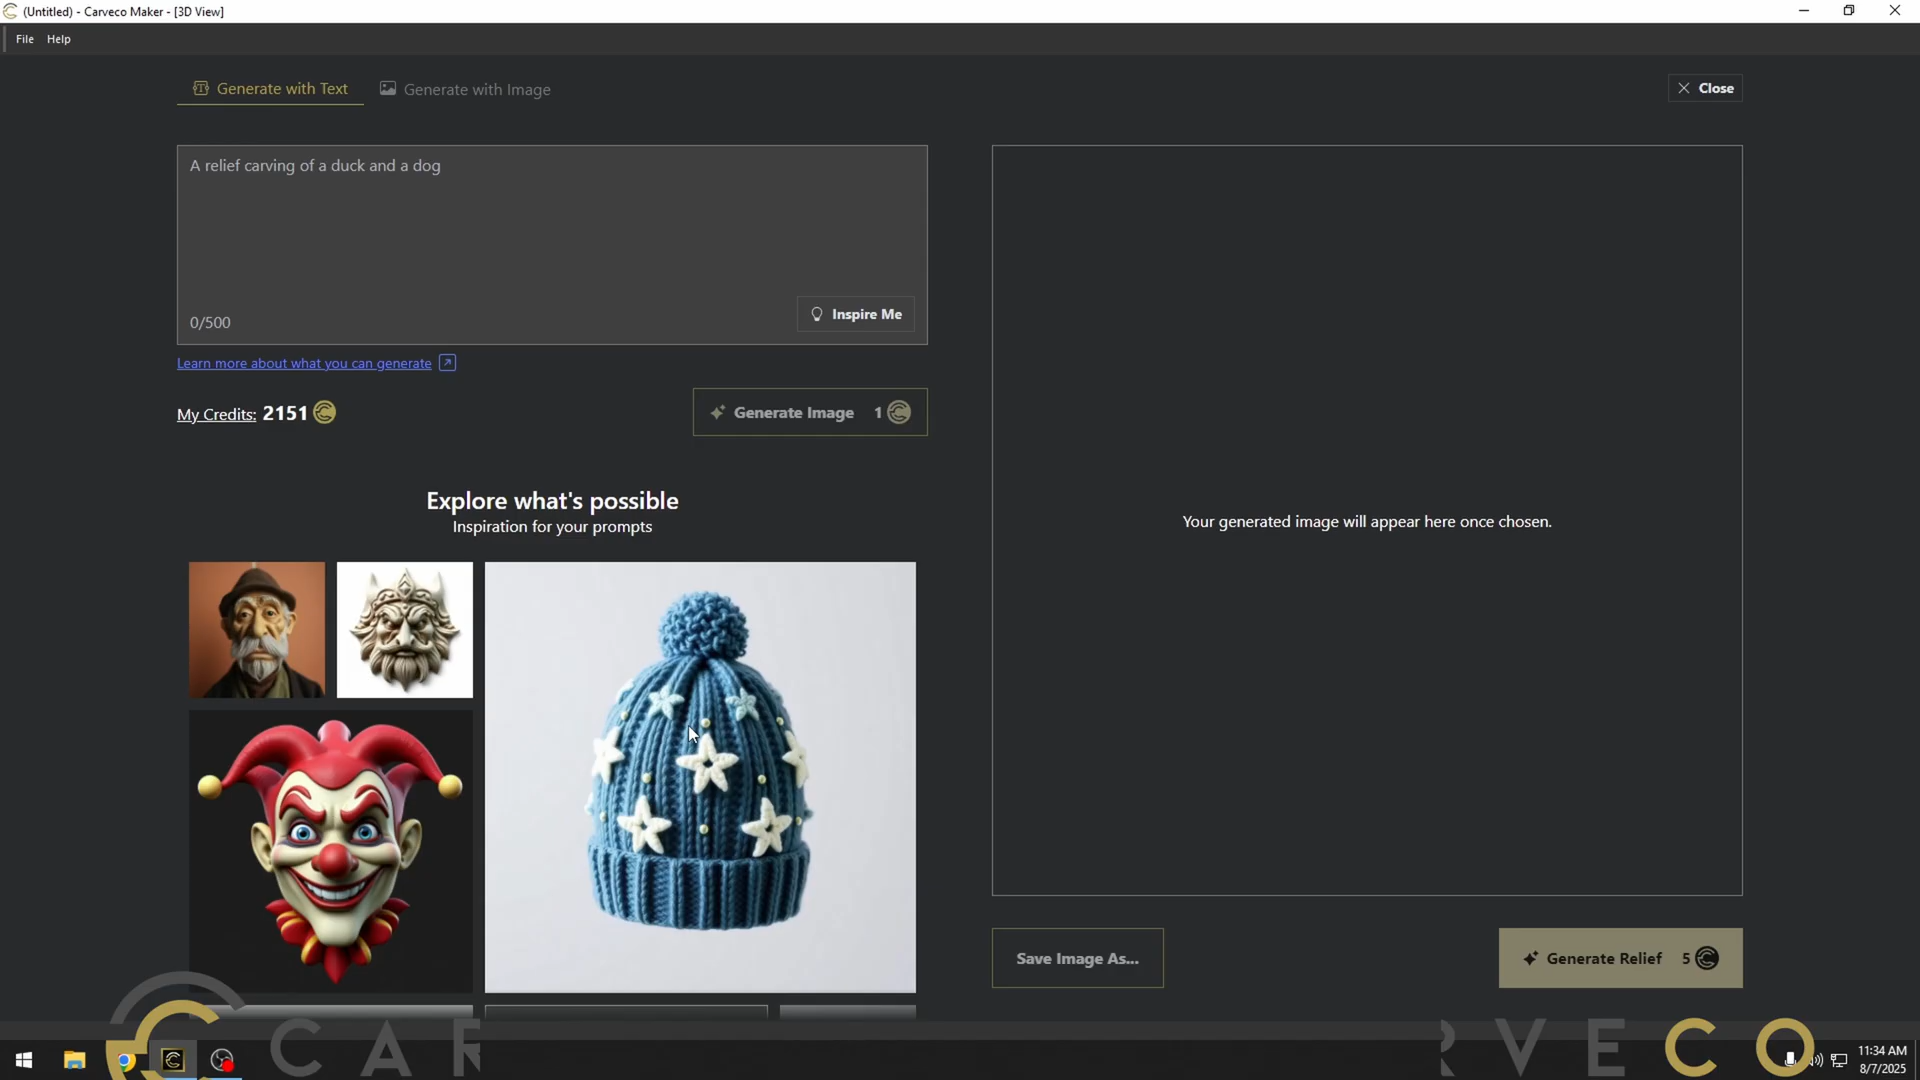 (Untitled) - Carveco Maker - [3D View]
File Help
Generate with Text Generate with Image
Close
A relief carving of a duck and a dog
0/500
Inspire Me
Learn more about what you can generate
My Credits: 2151
Generate Image 1
Explore what's possible
Inspiration for your prompts
Your generated image will appear here once chosen.
Save Image As...
Generate Relief 5
CAR
RVECO
11:34 AM
8/7/2025